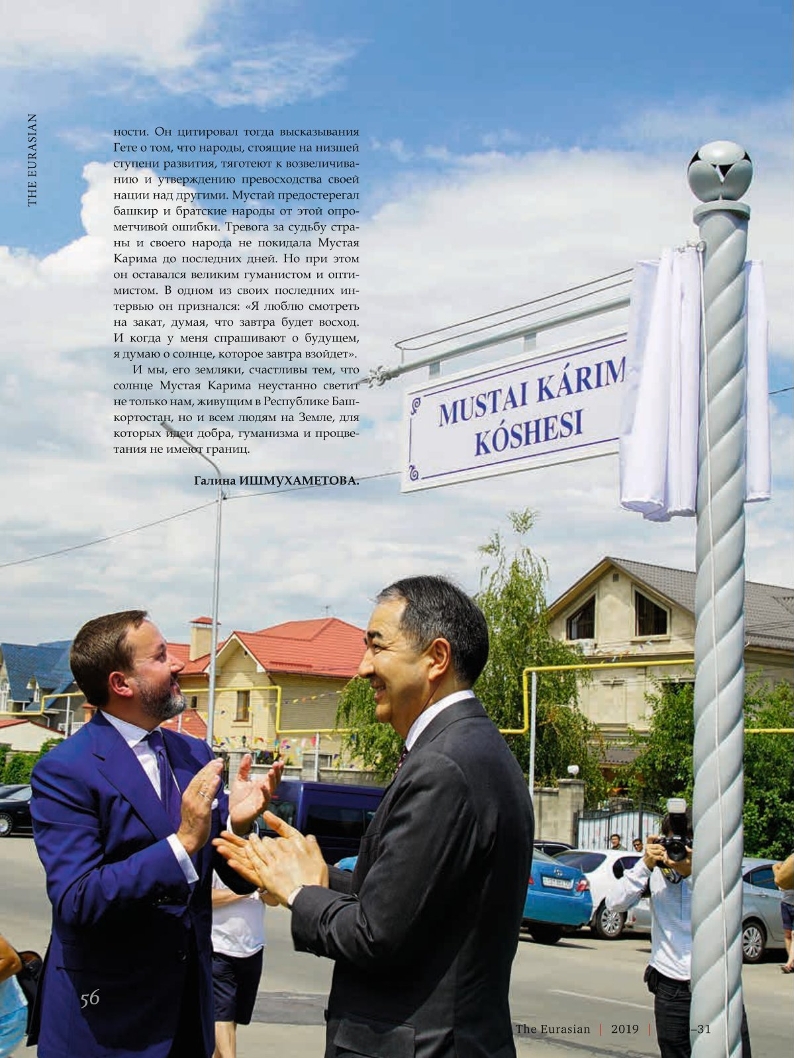 THE EURASIAN
ности. Он цитировал тогда высказывания
Гете о том, что народы, стоящие на низшей
ступени развития, тяготеют к возвеличива-
нию и утверждению превосходства своей
нации над другими. Мустай предостерегал
башкир и братские народы от этой опро-
метчивой ошибки. Тревога за судьбу стра-
ны и своего народа не покидала Мустая
Карима до последних дней. Но при этом
он оставался великим гуманистом и опти-
мистом. В одном из своих последних ин-
тервью он признался: «Я люблю смотреть
на закат, думая, что завтра будет восход.
И когда у меня спрашивают о будущем,
я думаю о солнце, которое завтра взойдет».
И мы, его земляки, счастливы тем, что
солнце Мустая Карима неустанно светит
не только нам, живущим в Республике Баш-
кортостан, но и всем людям на Земле, для
которых идеи добра, гуманизма и процве-
тания не имеют границ.
Галина ИШМУХАМЕТОВА.
MUSTAI KÁRIM
KÓSHESI
56
The Eurasian | 2019 | –31